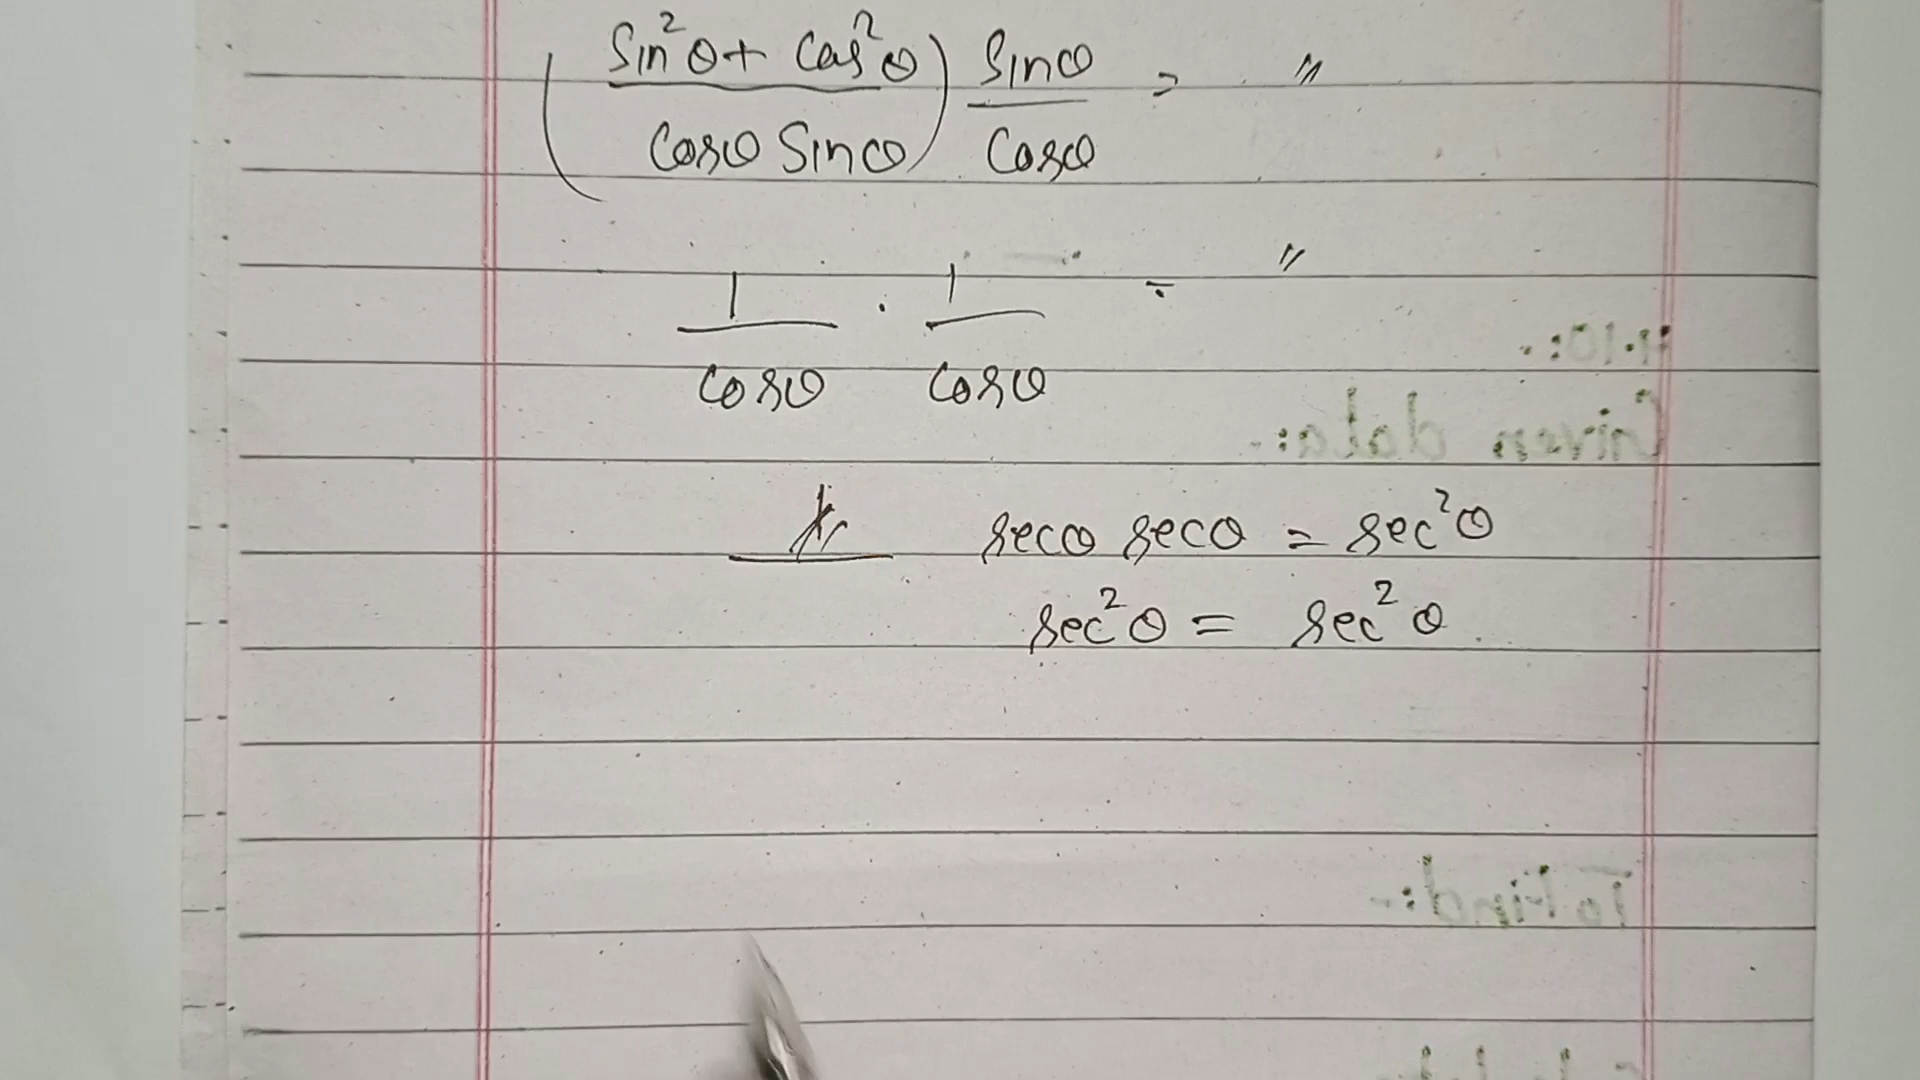 (sin²θ + cos²θ / cosθ sinθ) sinθ / cosθ = "
1/cosθ · 1/cosθ = "
secθ secθ = sec²θ
sec²θ = sec²θ